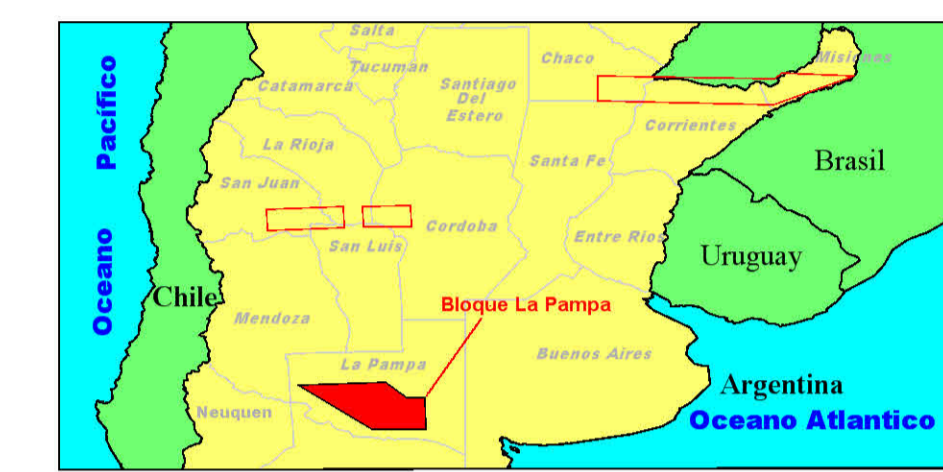 Salta
Chaco
Misiones
Tucuman
Catamarca
Santiago
Del
Estero
Corrientes
La Rioja
Santa Fe
Brasil
San Juan
Cordoba
Entre Rios
San Luis
Uruguay
Oceano Pacífico
Chile
Bloque La Pampa
Mendoza
Buenos Aires
La Pampa
Argentina
Neuquen
Oceano Atlantico